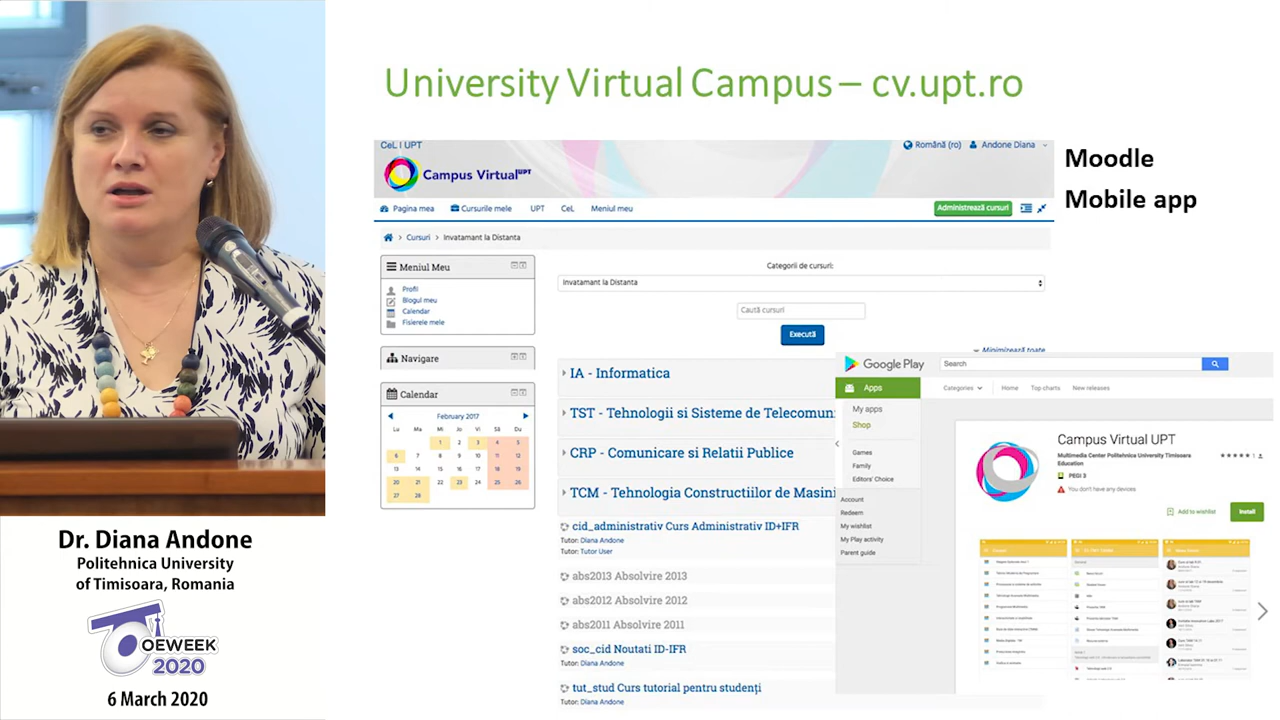 University Virtual Campus – cv.upt.ro
Moodle
Mobile app
CeL I UPT
Română (ro)
Andone Diana
Campus Virtual UPT
Pagina mea
Cursurile mele
UPT
CeL
Meniul meu
Administrează cursuri
Cursuri
Invatamant la Distanta
Meniul Meu
Profil
Blogul meu
Calendar
Fisierele mele
Navigare
Calendar
February 2017
Lu Ma Mi Jo Vi Sâ Du
1 2 3 4 5
6 7 8 9 10 11 12
13 14 15 16 17 18 19
20 21 22 23 24 25 26
27 28
Categorii de cursuri:
Invatamant la Distanta
Caută cursuri
Execută
Minimizează toate
IA - Informatica
TST - Tehnologii si Sisteme de Telecomuni
CRP - Comunicare si Relatii Publice
TCM - Tehnologia Constructiilor de Masini
cid_administrativ Curs Administrativ ID+IFR
Tutor: Diana Andone
Tutor: Tutor User
abs2013 Absolvire 2013
abs2012 Absolvire 2012
abs2011 Absolvire 2011
soc_cid Noutati ID-IFR
Tutor: Diana Andone
tut_stud Curs tutorial pentru studenți
Tutor: Diana Andone
Google Play
Search
Apps
Categories
Home
Top charts
New releases
My apps
Shop
Games
Family
Editors' Choice
Account
Redeem
My wishlist
My Play activity
Parent guide
Campus Virtual UPT
Multimedia Center Politehnica University Timisoara
Education
PEGI 3
You don't have any devices
1
Add to wishlist
Install
Dr. Diana Andone
Politehnica University
of Timisoara, Romania
OEWEEK
2020
6 March 2020